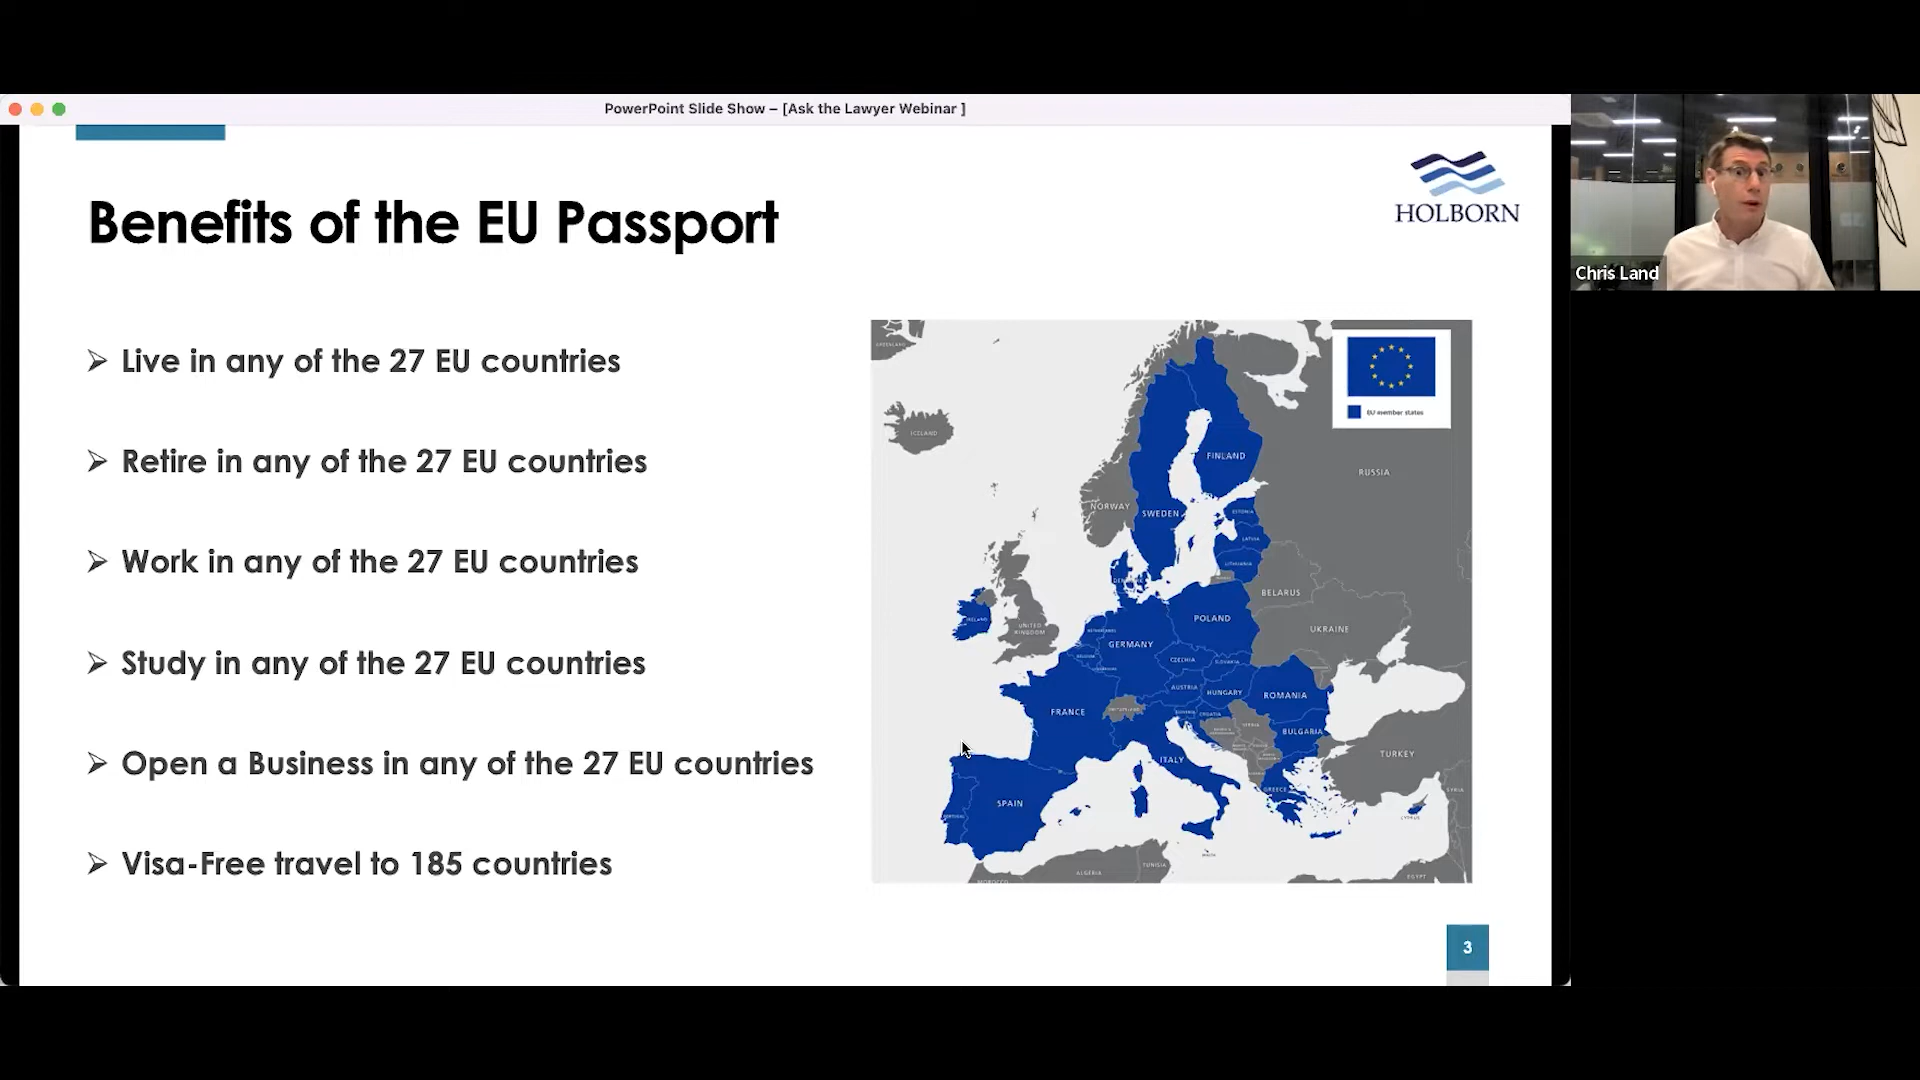 PowerPoint Slide Show – [Ask the Lawyer Webinar ]
HOLBORN
Chris Land
Benefits of the EU Passport
➢ Live in any of the 27 EU countries
➢ Retire in any of the 27 EU countries
➢ Work in any of the 27 EU countries
➢ Study in any of the 27 EU countries
➢ Open a Business in any of the 27 EU countries
➢ Visa-Free travel to 185 countries
GREENLAND
EU member states
ICELAND
FINLAND
RUSSIA
NORWAY
SWEDEN
ESTONIA
LATVIA
LITHUANIA
BELARUS
IRELAND
UNITED
KINGDOM
POLAND
UKRAINE
NETHERLANDS
GERMANY
BELGIUM
CZECHIA
SLOVAKIA
AUSTRIA
HUNGARY
ROMANIA
FRANCE
SWITZERLAND
SLOVENIA
CROATIA
SERBIA
BULGARIA
ITALY
TURKEY
GREECE
SPAIN
PORTUGAL
SYRIA
CYPRUS
MALTA
TUNISIA
ALGERIA
MOROCCO
EGYPT
3